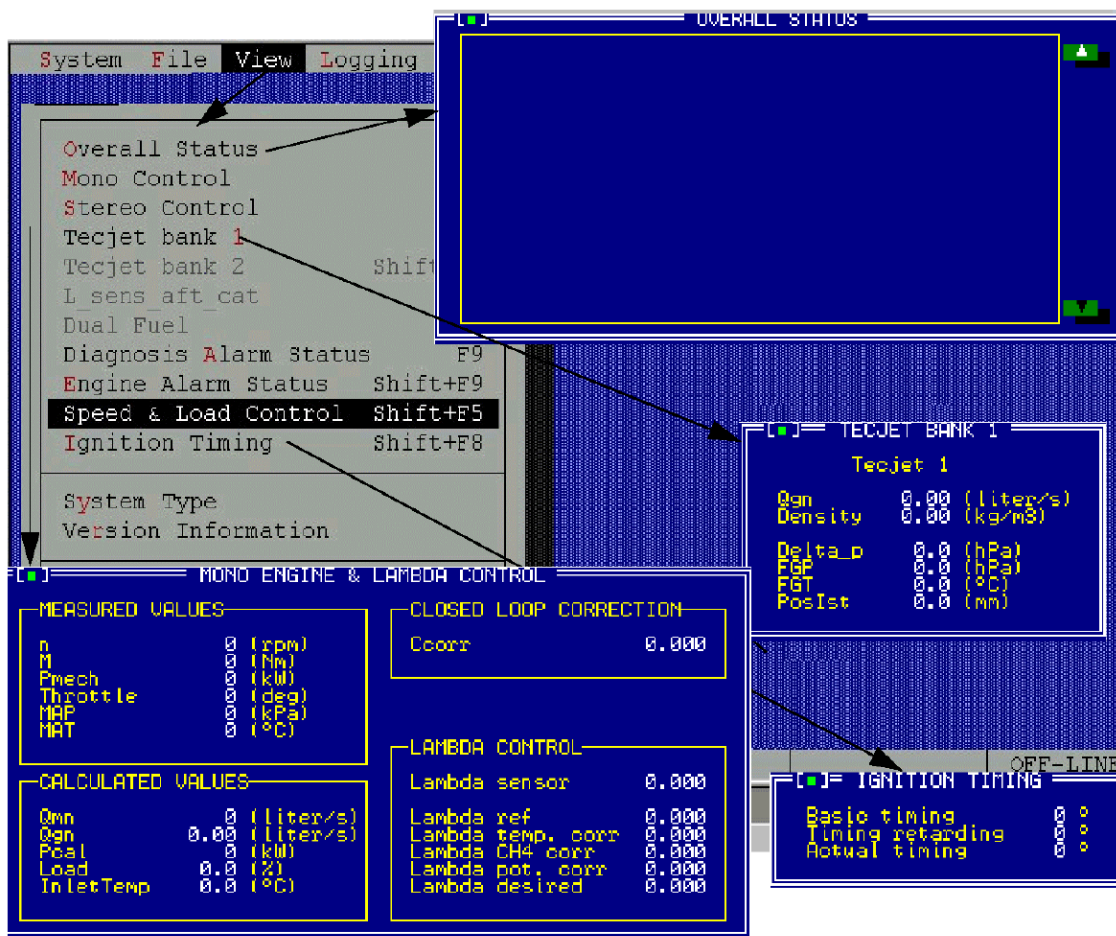 System File View Logging
Overall Status
Mono Control
Stereo Control
Tecjet bank 1
Tecjet bank 2 Shift
L_sens_aft_cat
Dual Fuel
Diagnosis Alarm Status F9
Engine Alarm Status Shift+F9
Speed & Load Control Shift+F5
Ignition Timing Shift+F8
System Type
Version Information
OVERALL STATUS
TECJET BANK 1
Tecjet 1
Qgn 0.00 (liter/s)
Density 0.00 (kg/m3)
Delta_p 0.0 (hPa)
FGP 0.0 (hPa)
FGT 0.0 (°C)
PosIst 0.0 (mm)
MONO ENGINE & LAMBDA CONTROL
MEASURED VALUES
n 0 (rpm)
M 0 (Nm)
Pmech 0 (kW)
Throttle 0 (deg)
MAP 0 (kPa)
MAT 0 (°C)
CALCULATED VALUES
Qmn 0 (liter/s)
Qgn 0.00 (liter/s)
Pcal 0 (kW)
Load 0.0 (%)
InletTemp 0.0 (°C)
CLOSED LOOP CORRECTION
Ccorr 0.000
LAMBDA CONTROL
Lambda sensor 0.000
Lambda ref 0.000
Lambda temp. corr 0.000
Lambda CH4 corr 0.000
Lambda pot. corr 0.000
Lambda desired 0.000
OFF-LINE
IGNITION TIMING
Basic timing 0 °
Timing retarding 0 °
Actual timing 0 °